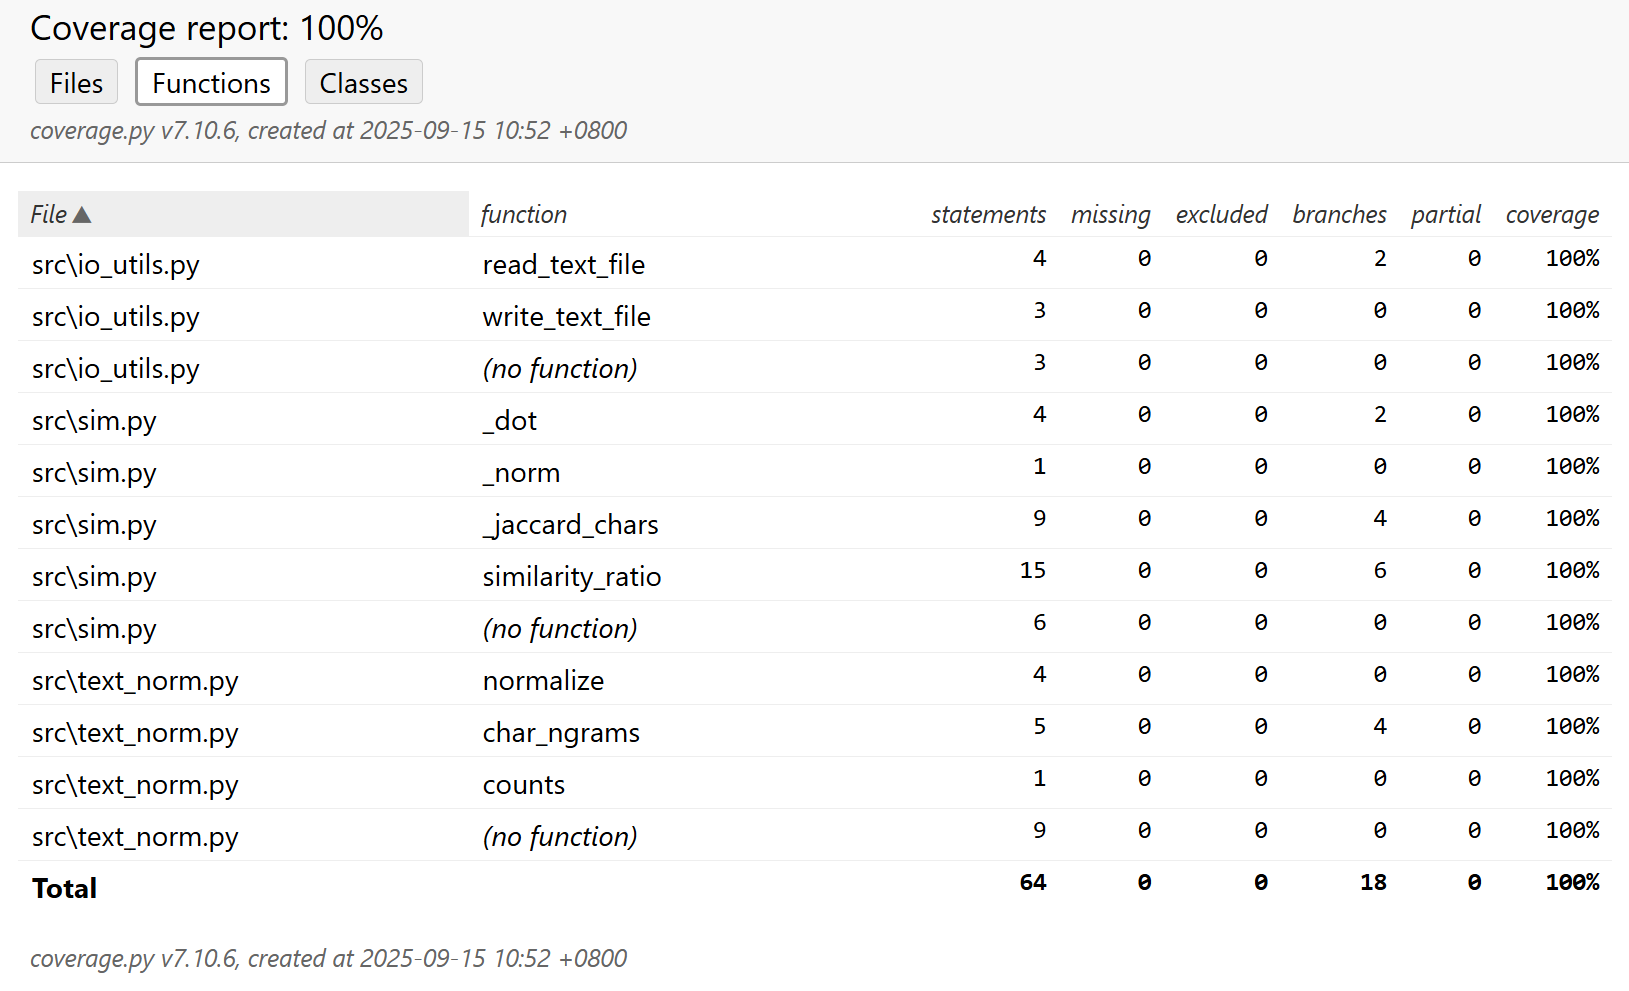 Coverage report: 100%
Files Functions Classes
coverage.py v7.10.6, created at 2025-09-15 10:52 +0800
File ▲ function statements missing excluded branches partial coverage
src\io_utils.py read_text_file 4 0 0 2 0 100%
src\io_utils.py write_text_file 3 0 0 0 0 100%
src\io_utils.py (no function) 3 0 0 0 0 100%
src\sim.py _dot 4 0 0 2 0 100%
src\sim.py _norm 1 0 0 0 0 100%
src\sim.py _jaccard_chars 9 0 0 4 0 100%
src\sim.py similarity_ratio 15 0 0 6 0 100%
src\sim.py (no function) 6 0 0 0 0 100%
src\text_norm.py normalize 4 0 0 0 0 100%
src\text_norm.py char_ngrams 5 0 0 4 0 100%
src\text_norm.py counts 1 0 0 0 0 100%
src\text_norm.py (no function) 9 0 0 0 0 100%
Total 64 0 0 18 0 100%
coverage.py v7.10.6, created at 2025-09-15 10:52 +0800